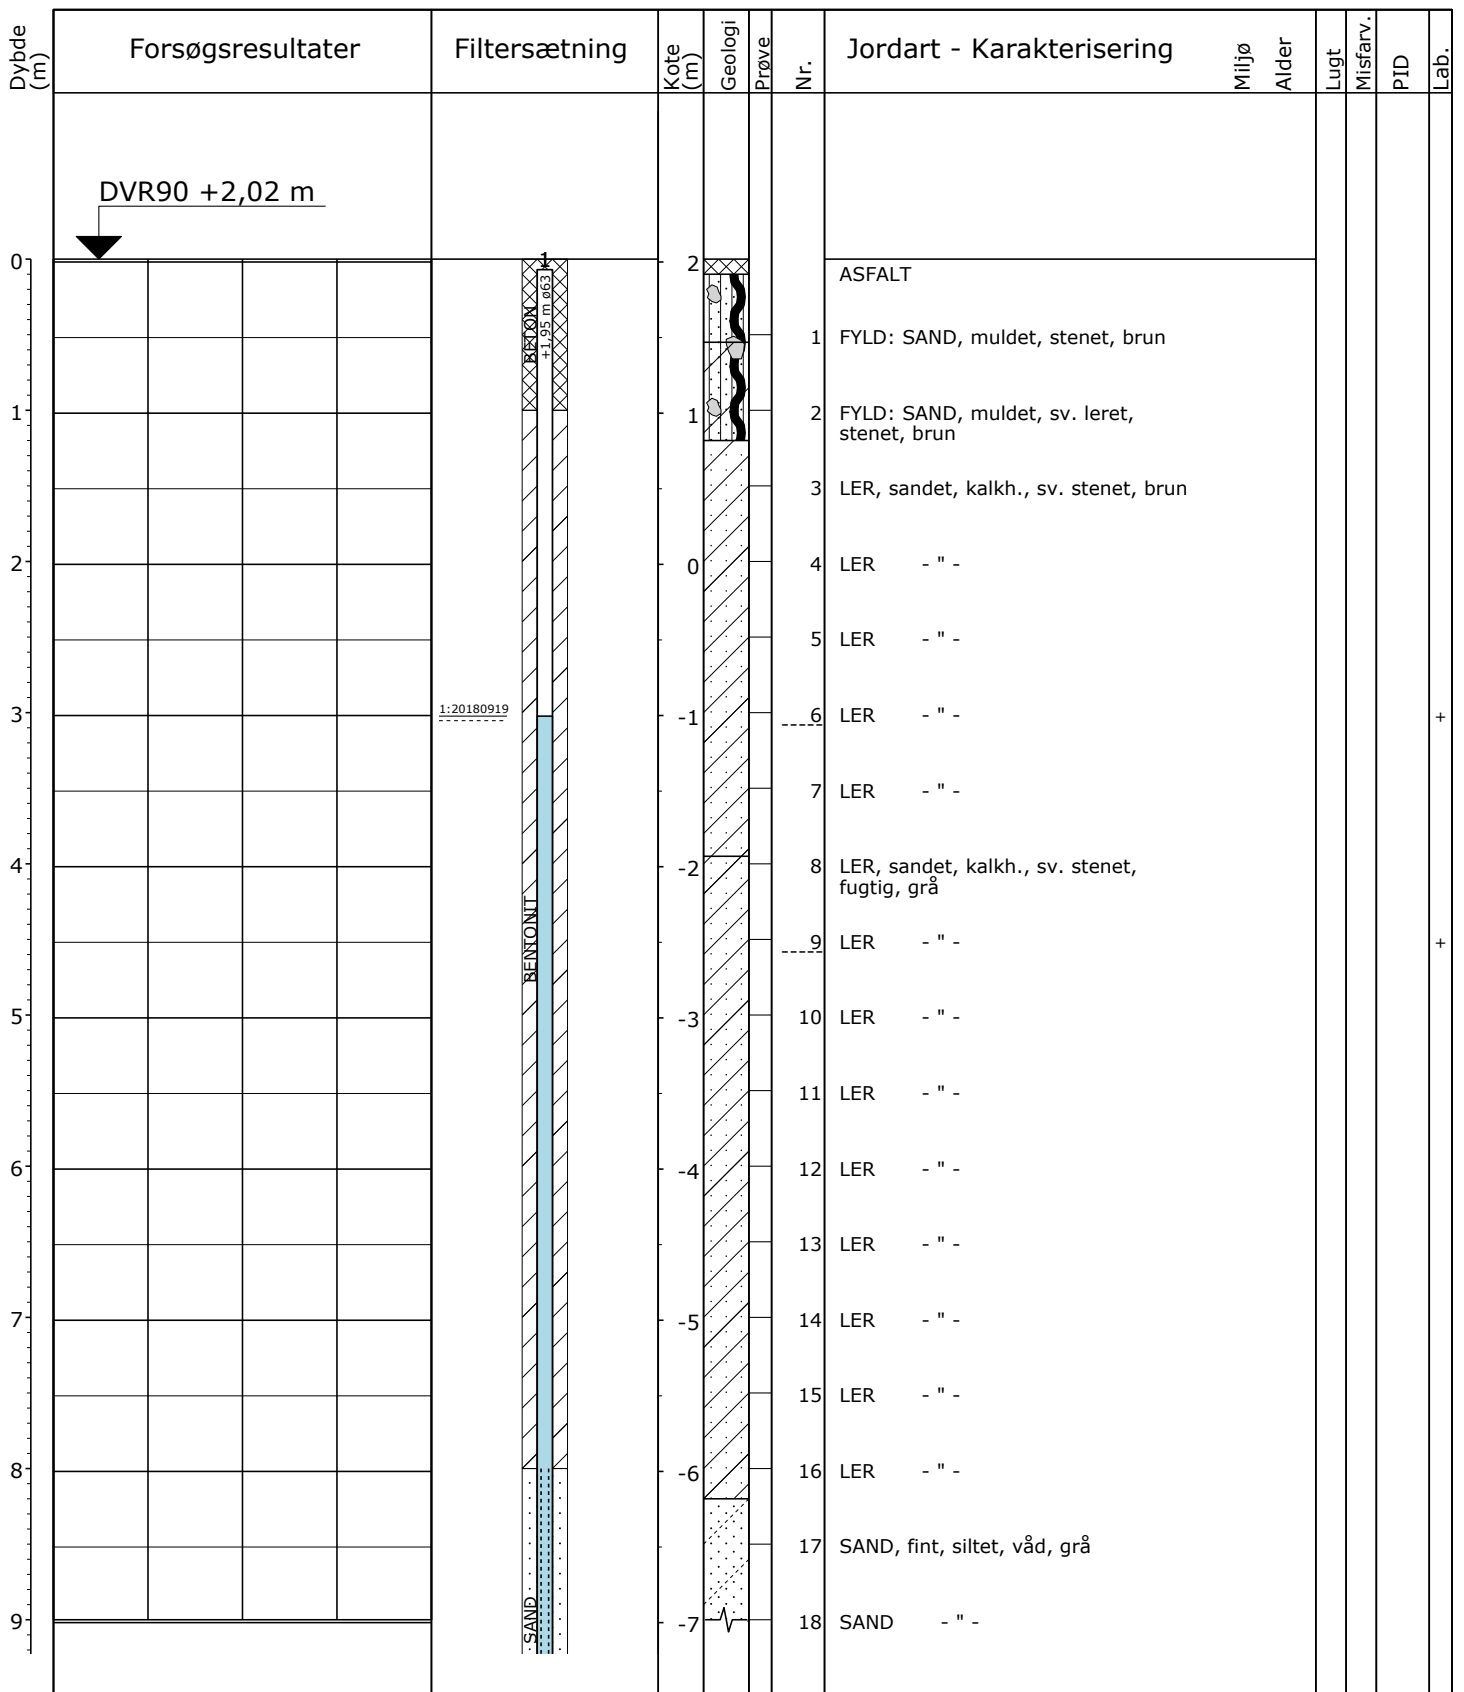 Dybde (m)
Forsøgsresultater
Filtersætning
Kote (m)
Geologi
Prøve
Nr.
Jordart - Karakterisering
Miljø
Alder
Lugt
Misfarv.
PID
Lab.
DVR90 +2,02 m
1
+1,95 m ø63
BETON
0 2 ASFALT
1 FYLD: SAND, muldet, stenet, brun
1 1 2 FYLD: SAND, muldet, sv. leret,
stenet, brun
3 LER, sandet, kalkh., sv. stenet, brun
2 0 4 LER - " -
5 LER - " -
3 1:20180919 -1 6 LER - " - +
7 LER - " -
4 -2 8 LER, sandet, kalkh., sv. stenet,
fugtig, grå
BENTONIT
9 LER - " - +
5 -3 10 LER - " -
11 LER - " -
6 -4 12 LER - " -
13 LER - " -
7 -5 14 LER - " -
15 LER - " -
8 -6 16 LER - " -
17 SAND, fint, siltet, våd, grå
9 SAND -7 18 SAND - " -